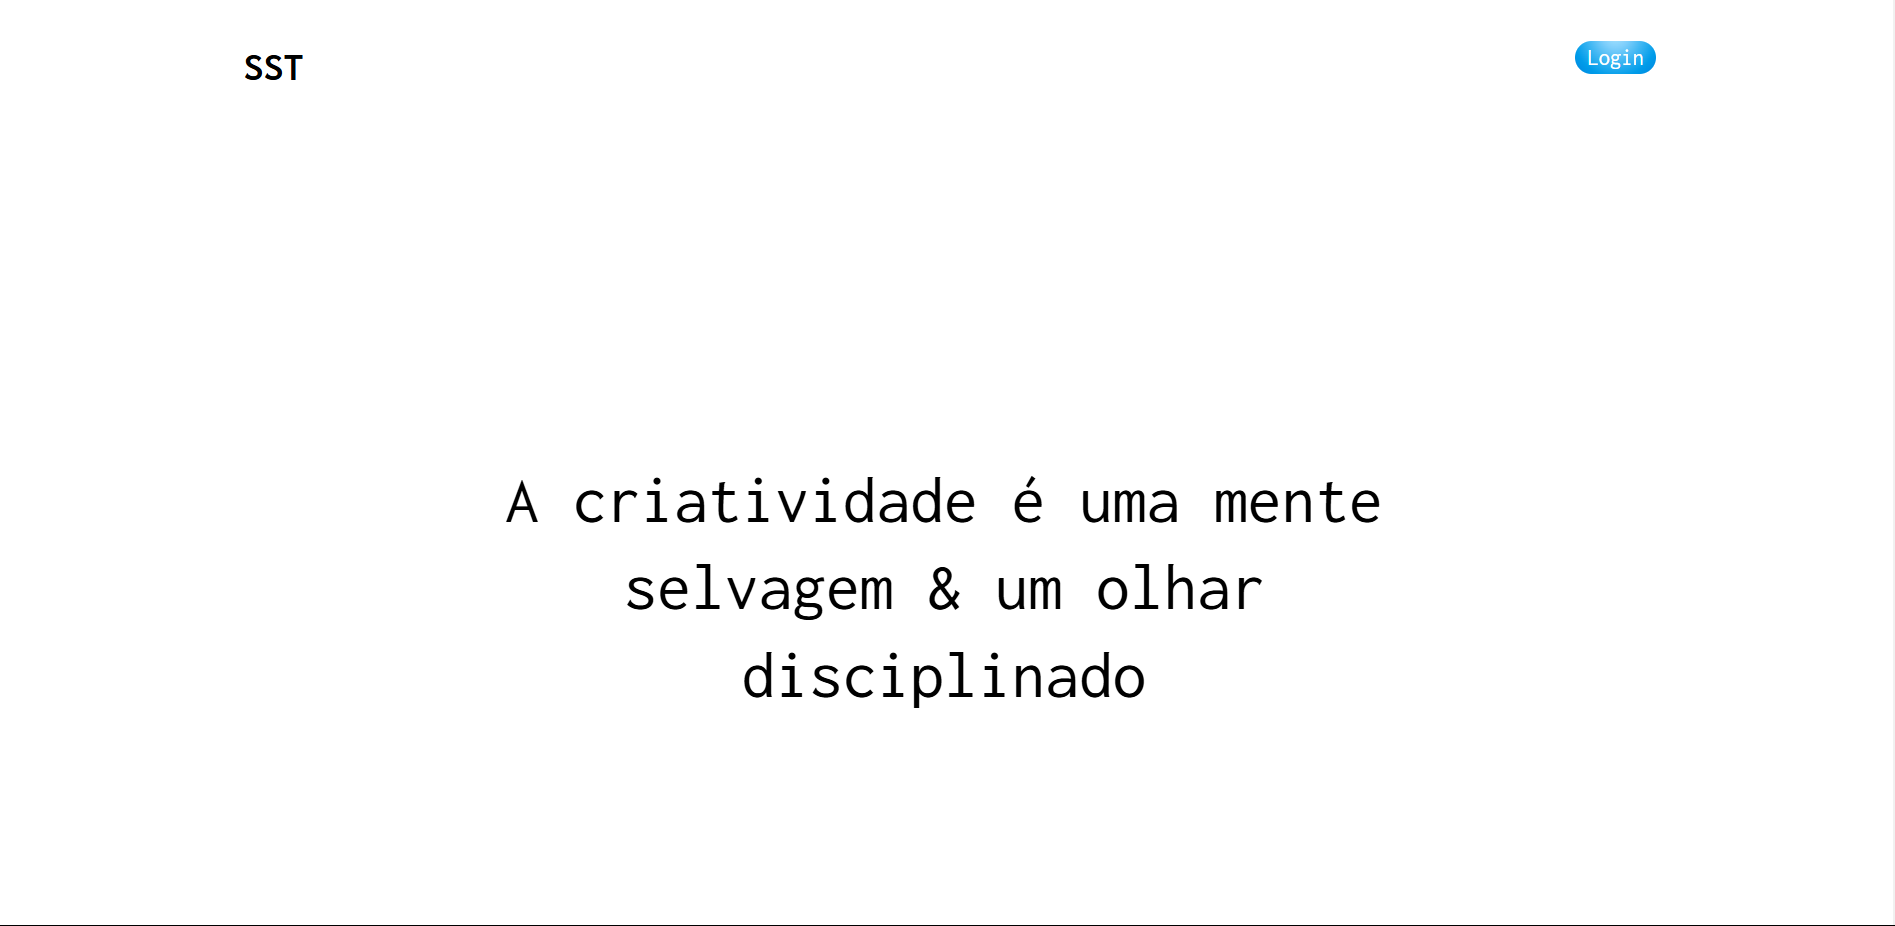 SST
Login
A criatividade é uma mente
selvagem & um olhar
disciplinado